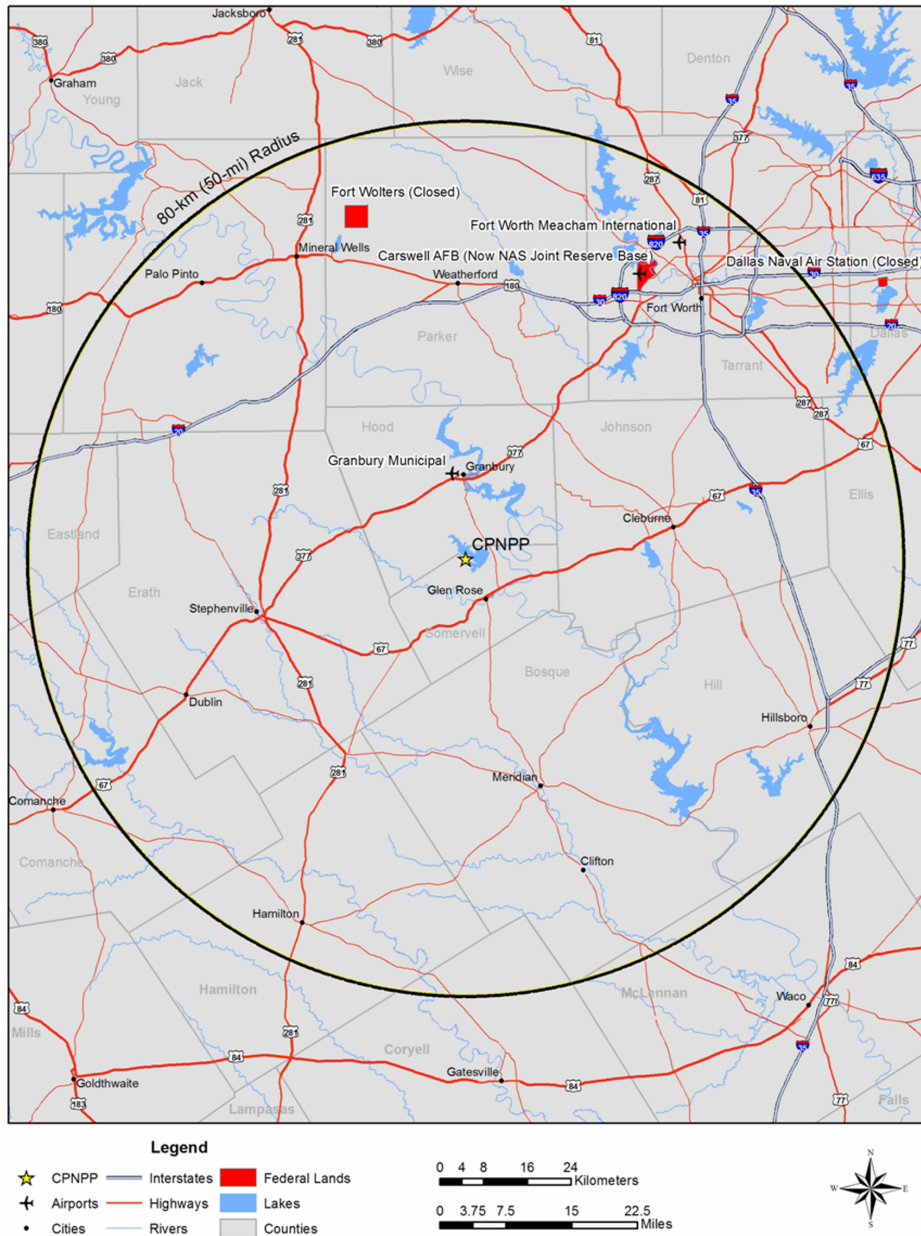 Jacksboro
380
281
380
81
Denton
380
Graham
Jack
Wise
35
35
Young
380
377
287
635
80-km (50-mi) Radius
Fort Wolters (Closed)
81
281
Fort Worth Meacham International
820
35
Mineral Wells
Carswell AFB (Now NAS Joint Reserve Base)
Dallas Naval Air Station (Closed)
Palo Pinto
Weatherford
180
30
180
30
820
Fort Worth
20
Parker
Dallas
Tarrant
287
287
20
Hood
Johnson
67
377
Granbury Municipal
Granbury
281
67
35
Ellis
Cleburne
Eastland
CPNPP
377
Erath
Glen Rose
Stephenville
Somervell
67
77
281
Bosque
Hill
77
Dublin
Hillsboro
281
Meridian
67
Comanche
Comanche
Clifton
Hamilton
84
Hamilton
McLennan
Waco
77
84
Mills
281
Coryell
35
84
Gatesville
84
Goldthwaite
183
Lampasas
77
Falls
Legend
CPNPP
Interstates
Federal Lands
Airports
Highways
Lakes
Cities
Rivers
Counties
0 4 8 16 24
Kilometers
0 3.75 7.5 15 22.5
Miles
N
W
E
S